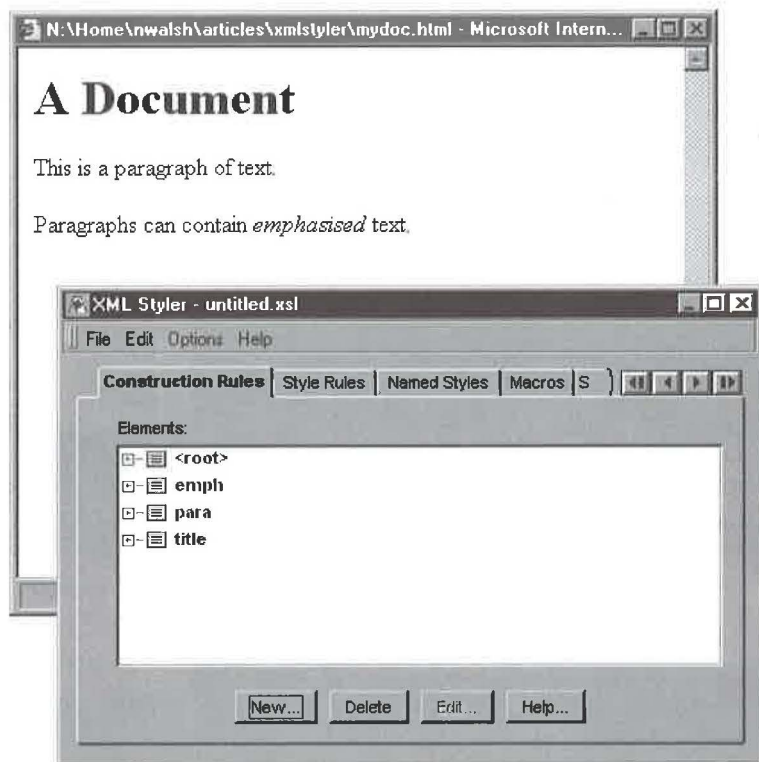 N:\Home\nwalsh\articles\xmlstyler\mydoc.html - Microsoft Intern...
A Document
This is a paragraph of text.
Paragraphs can contain emphasised text.
XML Styler - untitled.xsl
File Edit Options Help
Construction Rules Style Rules Named Styles Macros S
Elements:
<root>
emph
para
title
New... Delete Edit... Help...